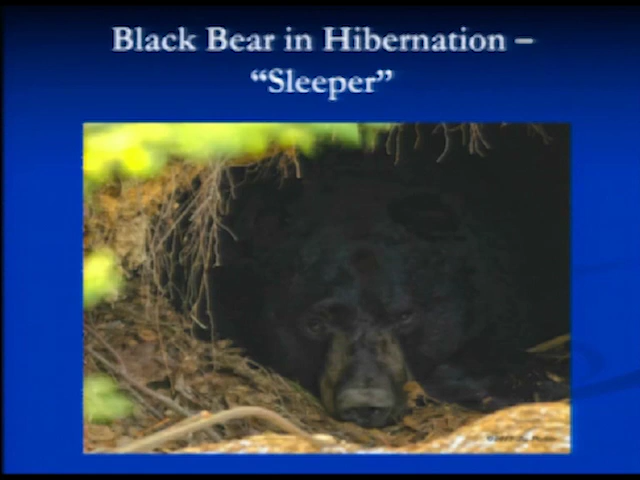 Black Bear in Hibernation –
“Sleeper”